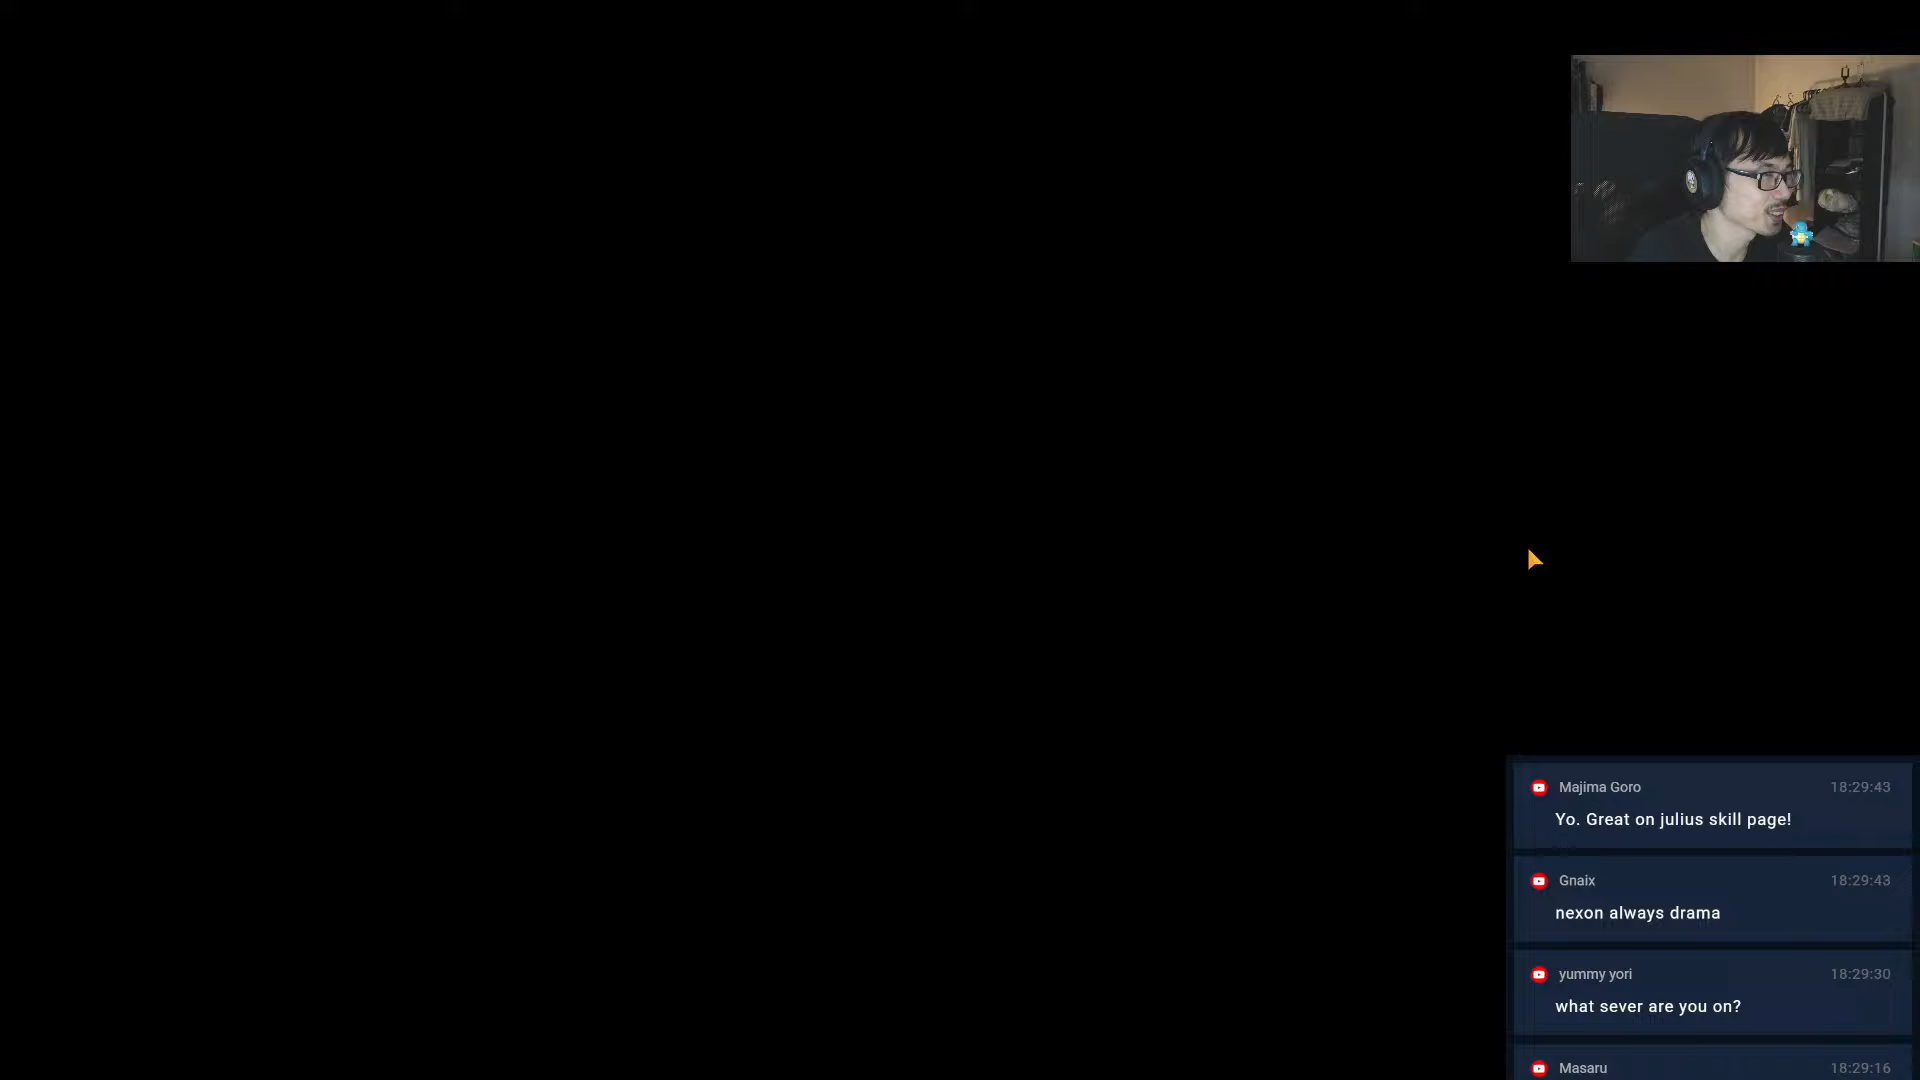 Majima Goro 18:29:43
Yo. Great on julius skill page!
Gnaix 18:29:43
nexon always drama
yummy yori 18:29:30
what sever are you on?
Masaru 18:29:16